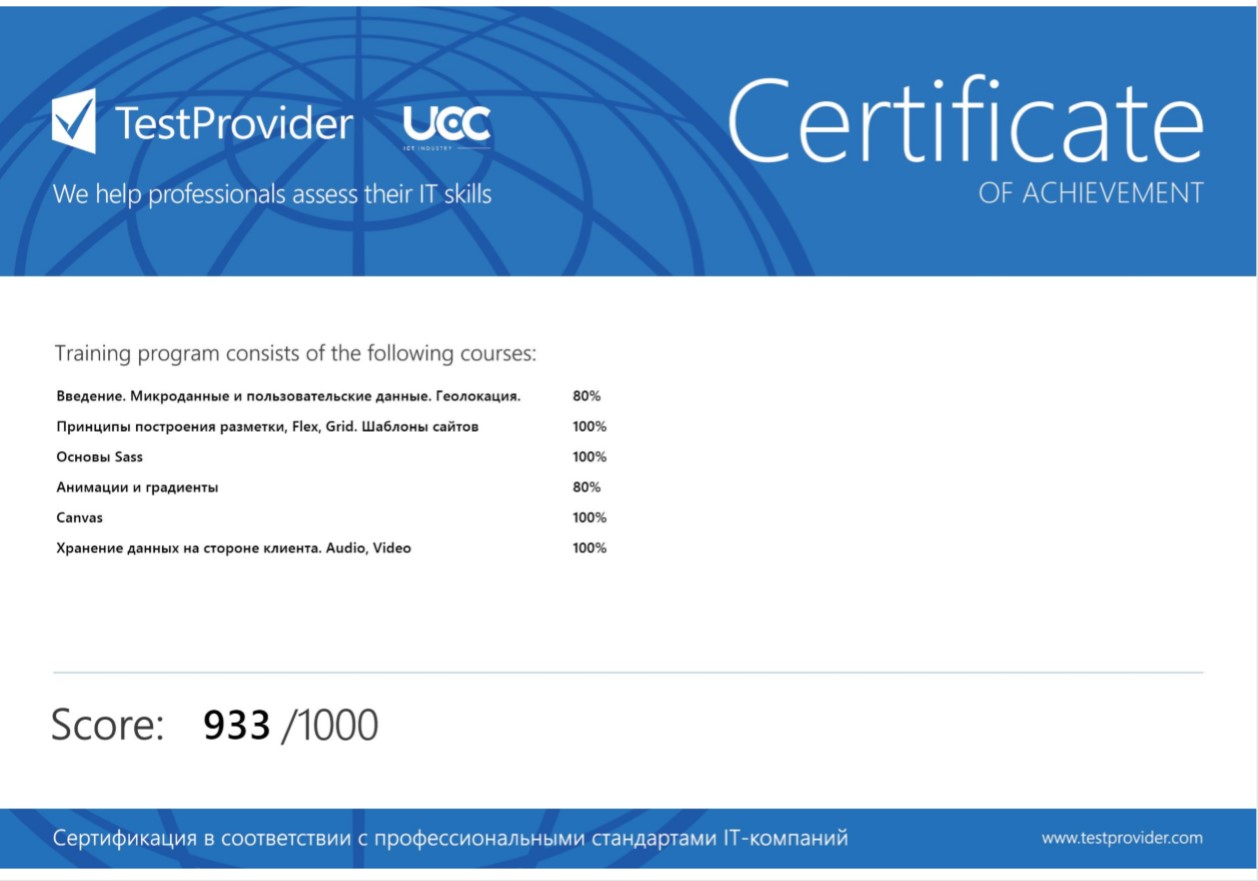 TestProvider
UCC
ICT INDUSTRY
We help professionals assess their IT skills
Certificate
OF ACHIEVEMENT
Training program consists of the following courses:
Введение. Микроданные и пользовательские данные. Геолокация. 80%
Принципы построения разметки, Flex, Grid. Шаблоны сайтов 100%
Основы Sass 100%
Анимации и градиенты 80%
Canvas 100%
Хранение данных на стороне клиента. Audio, Video 100%
Score: 933 /1000
Сертификация в соответствии с профессиональными стандартами IT-компаний
www.testprovider.com